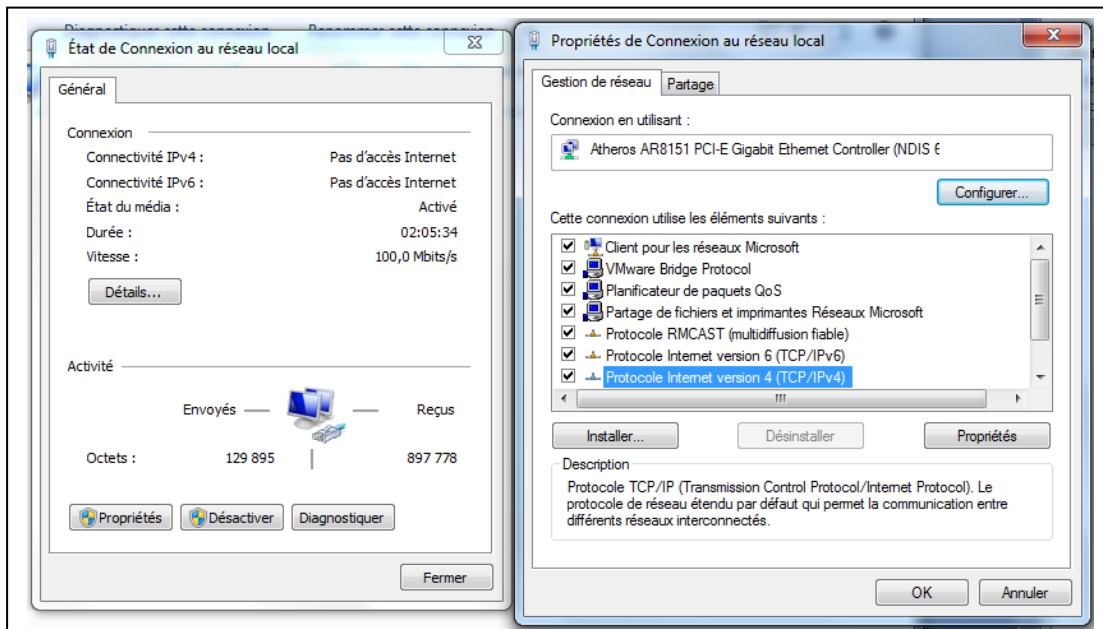 Diagnostiquer cette connexion Renommer cette connexion
État de Connexion au réseau local
Général
Connexion
Connectivité IPv4 : Pas d'accès Internet
Connectivité IPv6 : Pas d'accès Internet
État du média : Activé
Durée : 02:05:34
Vitesse : 100,0 Mbits/s
Détails...
Activité
Envoyés Reçus
Octets : 129 895 897 778
Propriétés Désactiver Diagnostiquer
Fermer
Propriétés de Connexion au réseau local
Gestion de réseau Partage
Connexion en utilisant :
Atheros AR8151 PCI-E Gigabit Ethernet Controller (NDIS 6
Configurer...
Cette connexion utilise les éléments suivants :
Client pour les réseaux Microsoft
VMware Bridge Protocol
Planificateur de paquets QoS
Partage de fichiers et imprimantes Réseaux Microsoft
Protocole RMCAST (multidiffusion fiable)
Protocole Internet version 6 (TCP/IPv6)
Protocole Internet version 4 (TCP/IPv4)
Installer... Désinstaller Propriétés
Description
Protocole TCP/IP (Transmission Control Protocol/Internet Protocol). Le
protocole de réseau étendu par défaut qui permet la communication entre
différents réseaux interconnectés.
OK Annuler